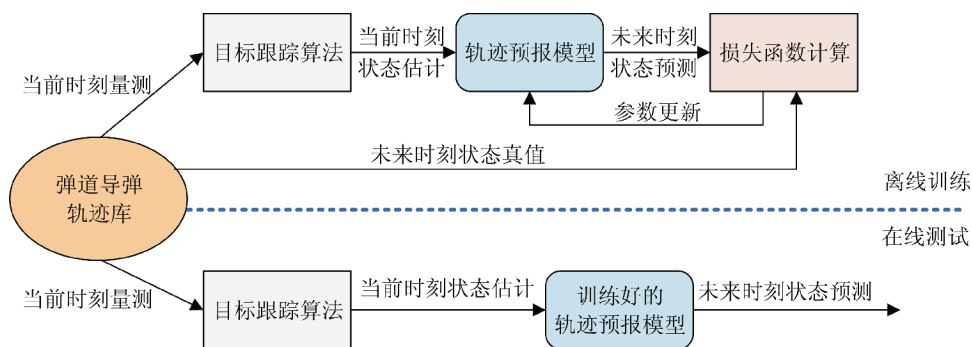 当前时刻量测
目标跟踪算法
当前时刻
状态估计
轨迹预报模型
未来时刻
状态预测
损失函数计算
参数更新
未来时刻状态真值
弹道导弹
轨迹库
离线训练
在线测试
当前时刻量测
目标跟踪算法
当前时刻状态估计
训练好的
轨迹预报模型
未来时刻状态预测